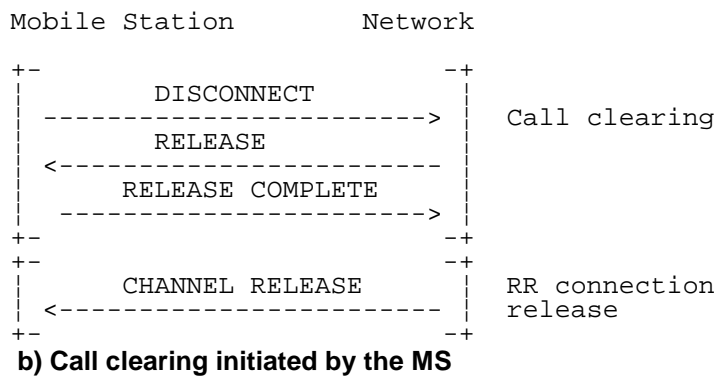 Mobile Station Network
DISCONNECT
Call clearing
RELEASE
RELEASE COMPLETE
CHANNEL RELEASE RR connection
release
b) Call clearing initiated by the MS